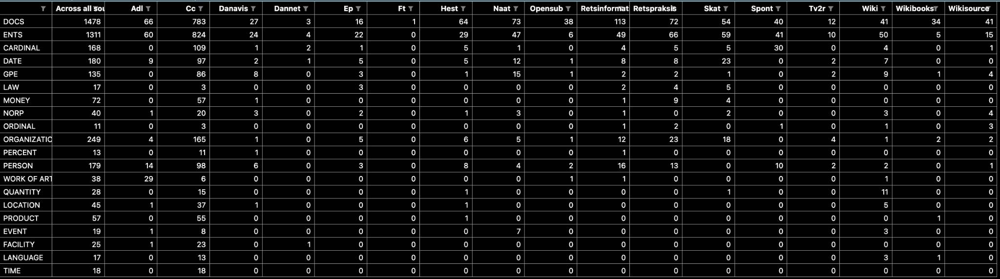 Across all sou Adl Cc Danavis Dannet Ep Ft Hest Naat Opensub Retsinformat Retspraksis Skat Spont Tv2r Wiki Wikibooks Wikisource
DOCS 1478 66 783 27 3 16 1 64 73 38 113 72 54 40 12 41 34 41
ENTS 1311 60 824 24 4 22 0 29 47 6 49 66 59 41 10 50 5 15
CARDINAL 168 0 109 1 2 1 0 5 1 0 4 5 5 30 0 4 0 1
DATE 180 9 97 2 1 5 0 5 12 1 8 8 23 0 2 7 0 0
GPE 135 0 86 8 0 3 0 1 15 1 2 2 1 0 2 9 1 4
LAW 17 0 3 0 0 3 0 0 0 0 2 4 5 0 0 0 0 0
MONEY 72 0 57 1 0 0 0 0 0 0 1 9 4 0 0 0 0 0
NORP 40 1 20 3 0 2 0 1 3 0 1 0 2 0 0 3 0 4
ORDINAL 11 0 3 0 0 0 0 0 0 0 1 2 0 1 0 1 0 3
ORGANIZATIO 249 4 165 1 0 5 0 6 5 1 12 23 18 0 4 1 2 2
PERCENT 13 0 11 1 0 0 0 0 0 0 1 0 0 0 0 0 0 0
PERSON 179 14 98 6 0 3 0 8 4 2 16 13 0 10 2 2 0 1
WORK OF ART 38 29 6 0 0 0 0 0 0 1 1 0 0 0 0 1 0 0
QUANTITY 28 0 15 0 0 0 0 1 0 0 0 0 1 0 0 11 0 0
LOCATION 45 1 37 1 0 0 0 1 0 0 0 0 0 0 0 5 0 0
PRODUCT 57 0 55 0 0 0 0 1 0 0 0 0 0 0 0 0 1 0
EVENT 19 1 8 0 0 0 0 0 7 0 0 0 0 0 0 3 0 0
FACILITY 25 1 23 0 1 0 0 0 0 0 0 0 0 0 0 0 0 0
LANGUAGE 17 0 13 0 0 0 0 0 0 0 0 0 0 0 0 3 1 0
TIME 18 0 18 0 0 0 0 0 0 0 0 0 0 0 0 0 0 0